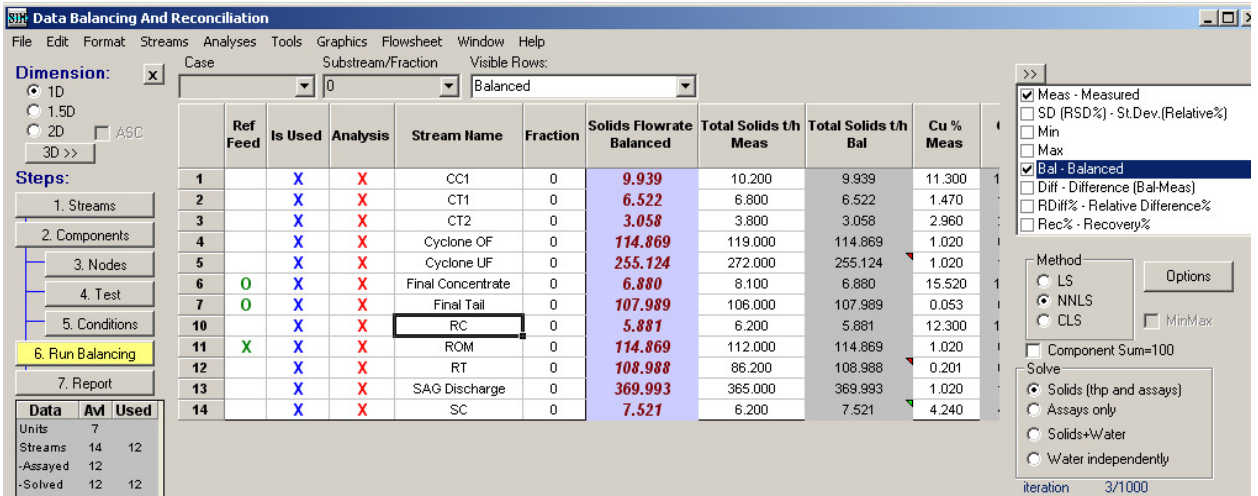 SIM Data Balancing And Reconciliation
File Edit Format Streams Analyses Tools Graphics Flowsheet Window Help
Dimension: x
1D
1.5D
2D ASC
3D >>
Steps:
1. Streams
2. Components
3. Nodes
4. Test
5. Conditions
6. Run Balancing
7. Report
Data Avl Used
Units 7
Streams 14 12
-Assayed 12
-Solved 12 12
Case Substream/Fraction Visible Rows:
0 Balanced
Ref Feed Is Used Analysis Stream Name Fraction Solids Flowrate Balanced Total Solids t/h Meas Total Solids t/h Bal Cu % Meas
1 X X CC1 0 9.939 10.200 9.939 11.300
2 X X CT1 0 6.522 6.800 6.522 1.470
3 X X CT2 0 3.058 3.800 3.058 2.960
4 X X Cyclone OF 0 114.869 119.000 114.869 1.020
5 X X Cyclone UF 0 255.124 272.000 255.124 1.020
6 O X X Final Concentrate 0 6.880 8.100 6.880 15.520
7 O X X Final Tail 0 107.989 106.000 107.989 0.053
10 X X RC 0 5.881 6.200 5.881 12.300
11 X X X ROM 0 114.869 112.000 114.869 1.020
12 X X RT 0 108.988 86.200 108.988 0.201
13 X X SAG Discharge 0 369.993 365.000 369.993 1.020
14 X X SC 0 7.521 6.200 7.521 4.240
>>
Meas - Measured
SD (RSD%) - St.Dev.(Relative%)
Min
Max
Bal - Balanced
Diff - Difference (Bal-Meas)
RDiff% - Relative Difference%
Rec% - Recovery%
Method
LS
NNLS
CLS
Options
MinMax
Component Sum=100
Solve
Solids (thp and assays)
Assays only
Solids+Water
Water independently
iteration 3/1000